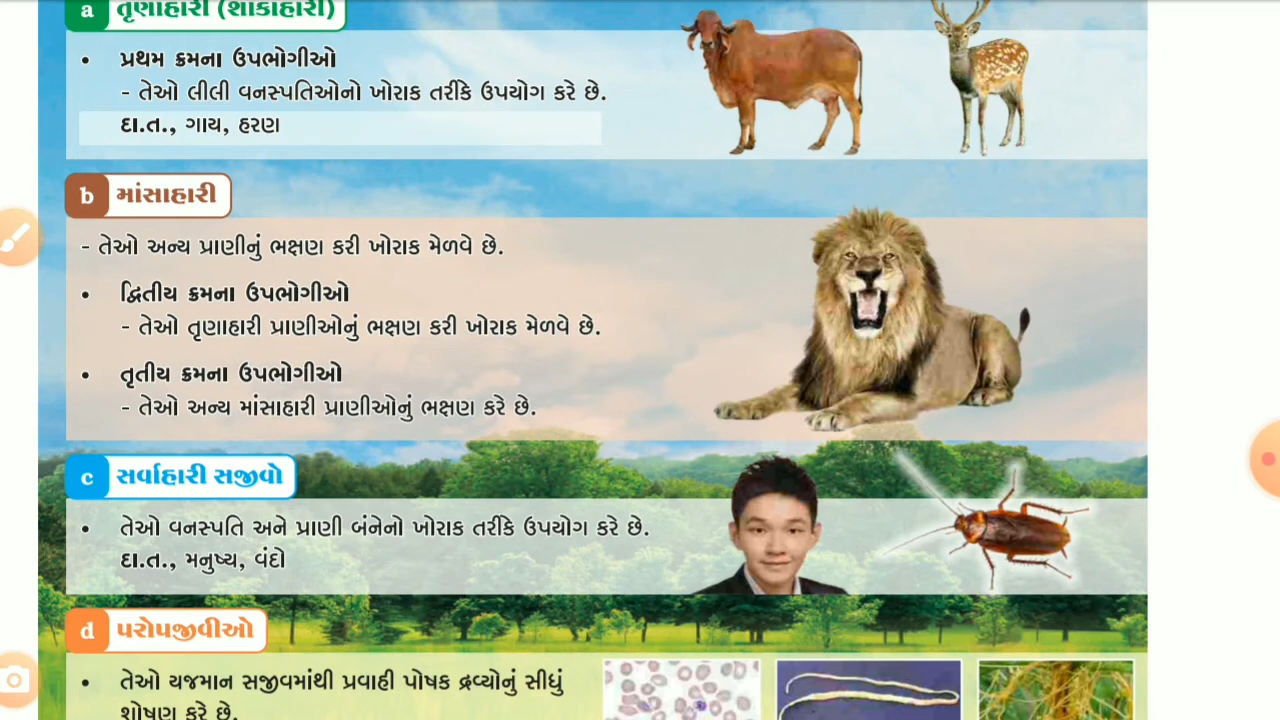 a તૃણાહારી (શાકાહારી)
• પ્રથમ ક્રમના ઉપભોગીઓ
- તેઓ લીલી વનસ્પતિઓનો ખોરાક તરીકે ઉપયોગ કરે છે.
દા.ત., ગાય, હરણ
b માંસાહારી
- તેઓ અન્ય પ્રાણીનું ભક્ષણ કરી ખોરાક મેળવે છે.
• દ્વિતીય ક્રમના ઉપભોગીઓ
- તેઓ તૃણાહારી પ્રાણીઓનું ભક્ષણ કરી ખોરાક મેળવે છે.
• તૃતીય ક્રમના ઉપભોગીઓ
- તેઓ અન્ય માંસાહારી પ્રાણીઓનું ભક્ષણ કરે છે.
c સર્વાહારી સજીવો
• તેઓ વનસ્પતિ અને પ્રાણી બંનેનો ખોરાક તરીકે ઉપયોગ કરે છે.
દા.ત., મનુષ્ય, વંદો
d પરોપજીવીઓ
• તેઓ યજમાન સજીવમાંથી પ્રવાહી પોષક દ્રવ્યોનું સીધું
શોષણ કરે છે.